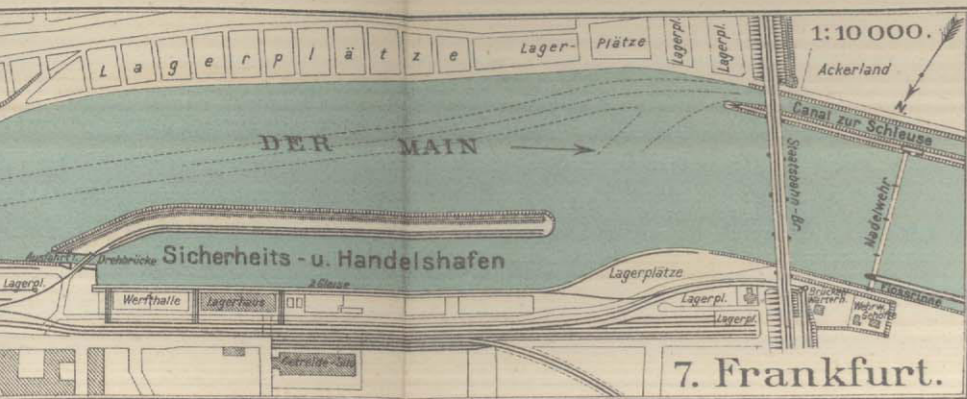 1:10 000.
Lagerplätze
Lager-
Plätze
Lagerpl.
Lagerpl.
Ackerland
N.
Canal zur Schleuse
DER MAIN
Staatsbahn-Br.
Nadelwehr
Drehbrücke
Sicherheits- u. Handelshafen
Lagerpl.
2 Gleise
Werfthalle
Lagerhaus
Lagerplätze
Lagerpl.
Lagerpl.
Getreide-Silo
7. Frankfurt.